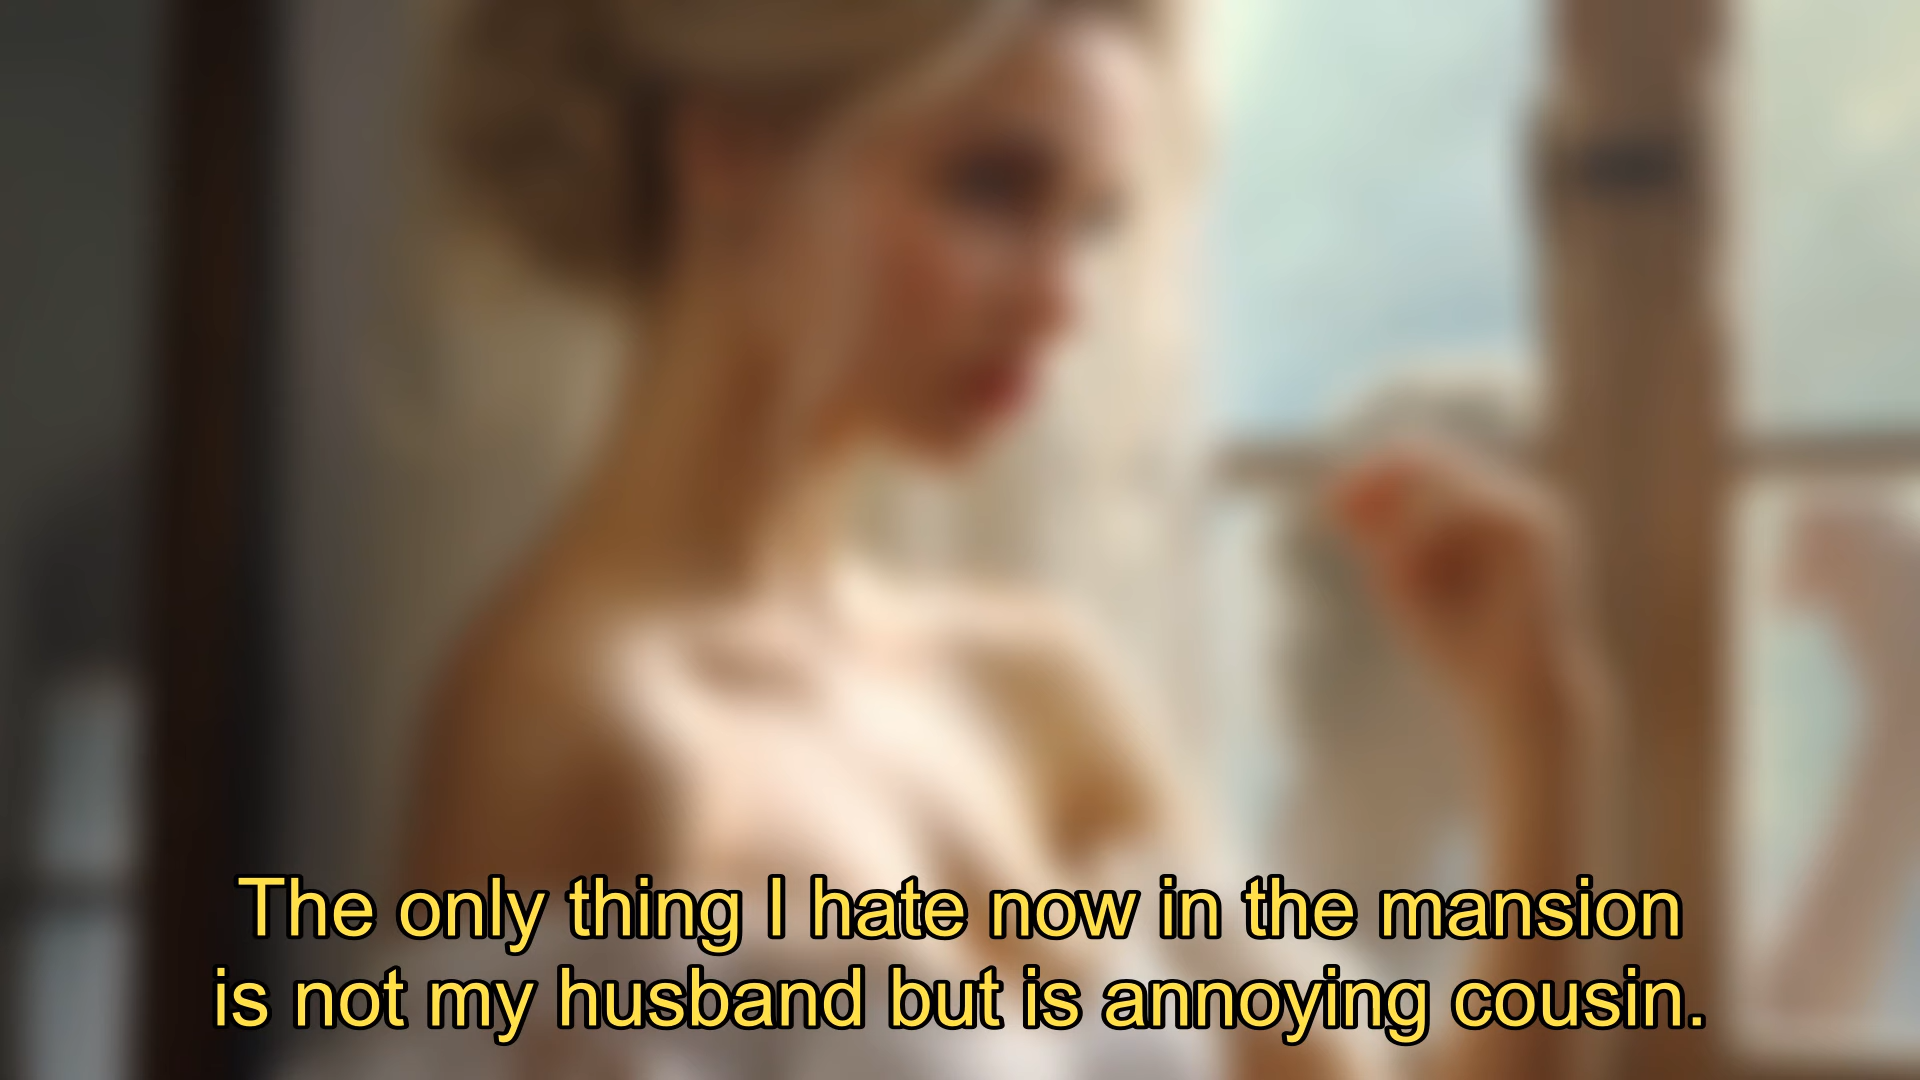 The only thing I hate now in the mansion
is not my husband but is annoying cousin.